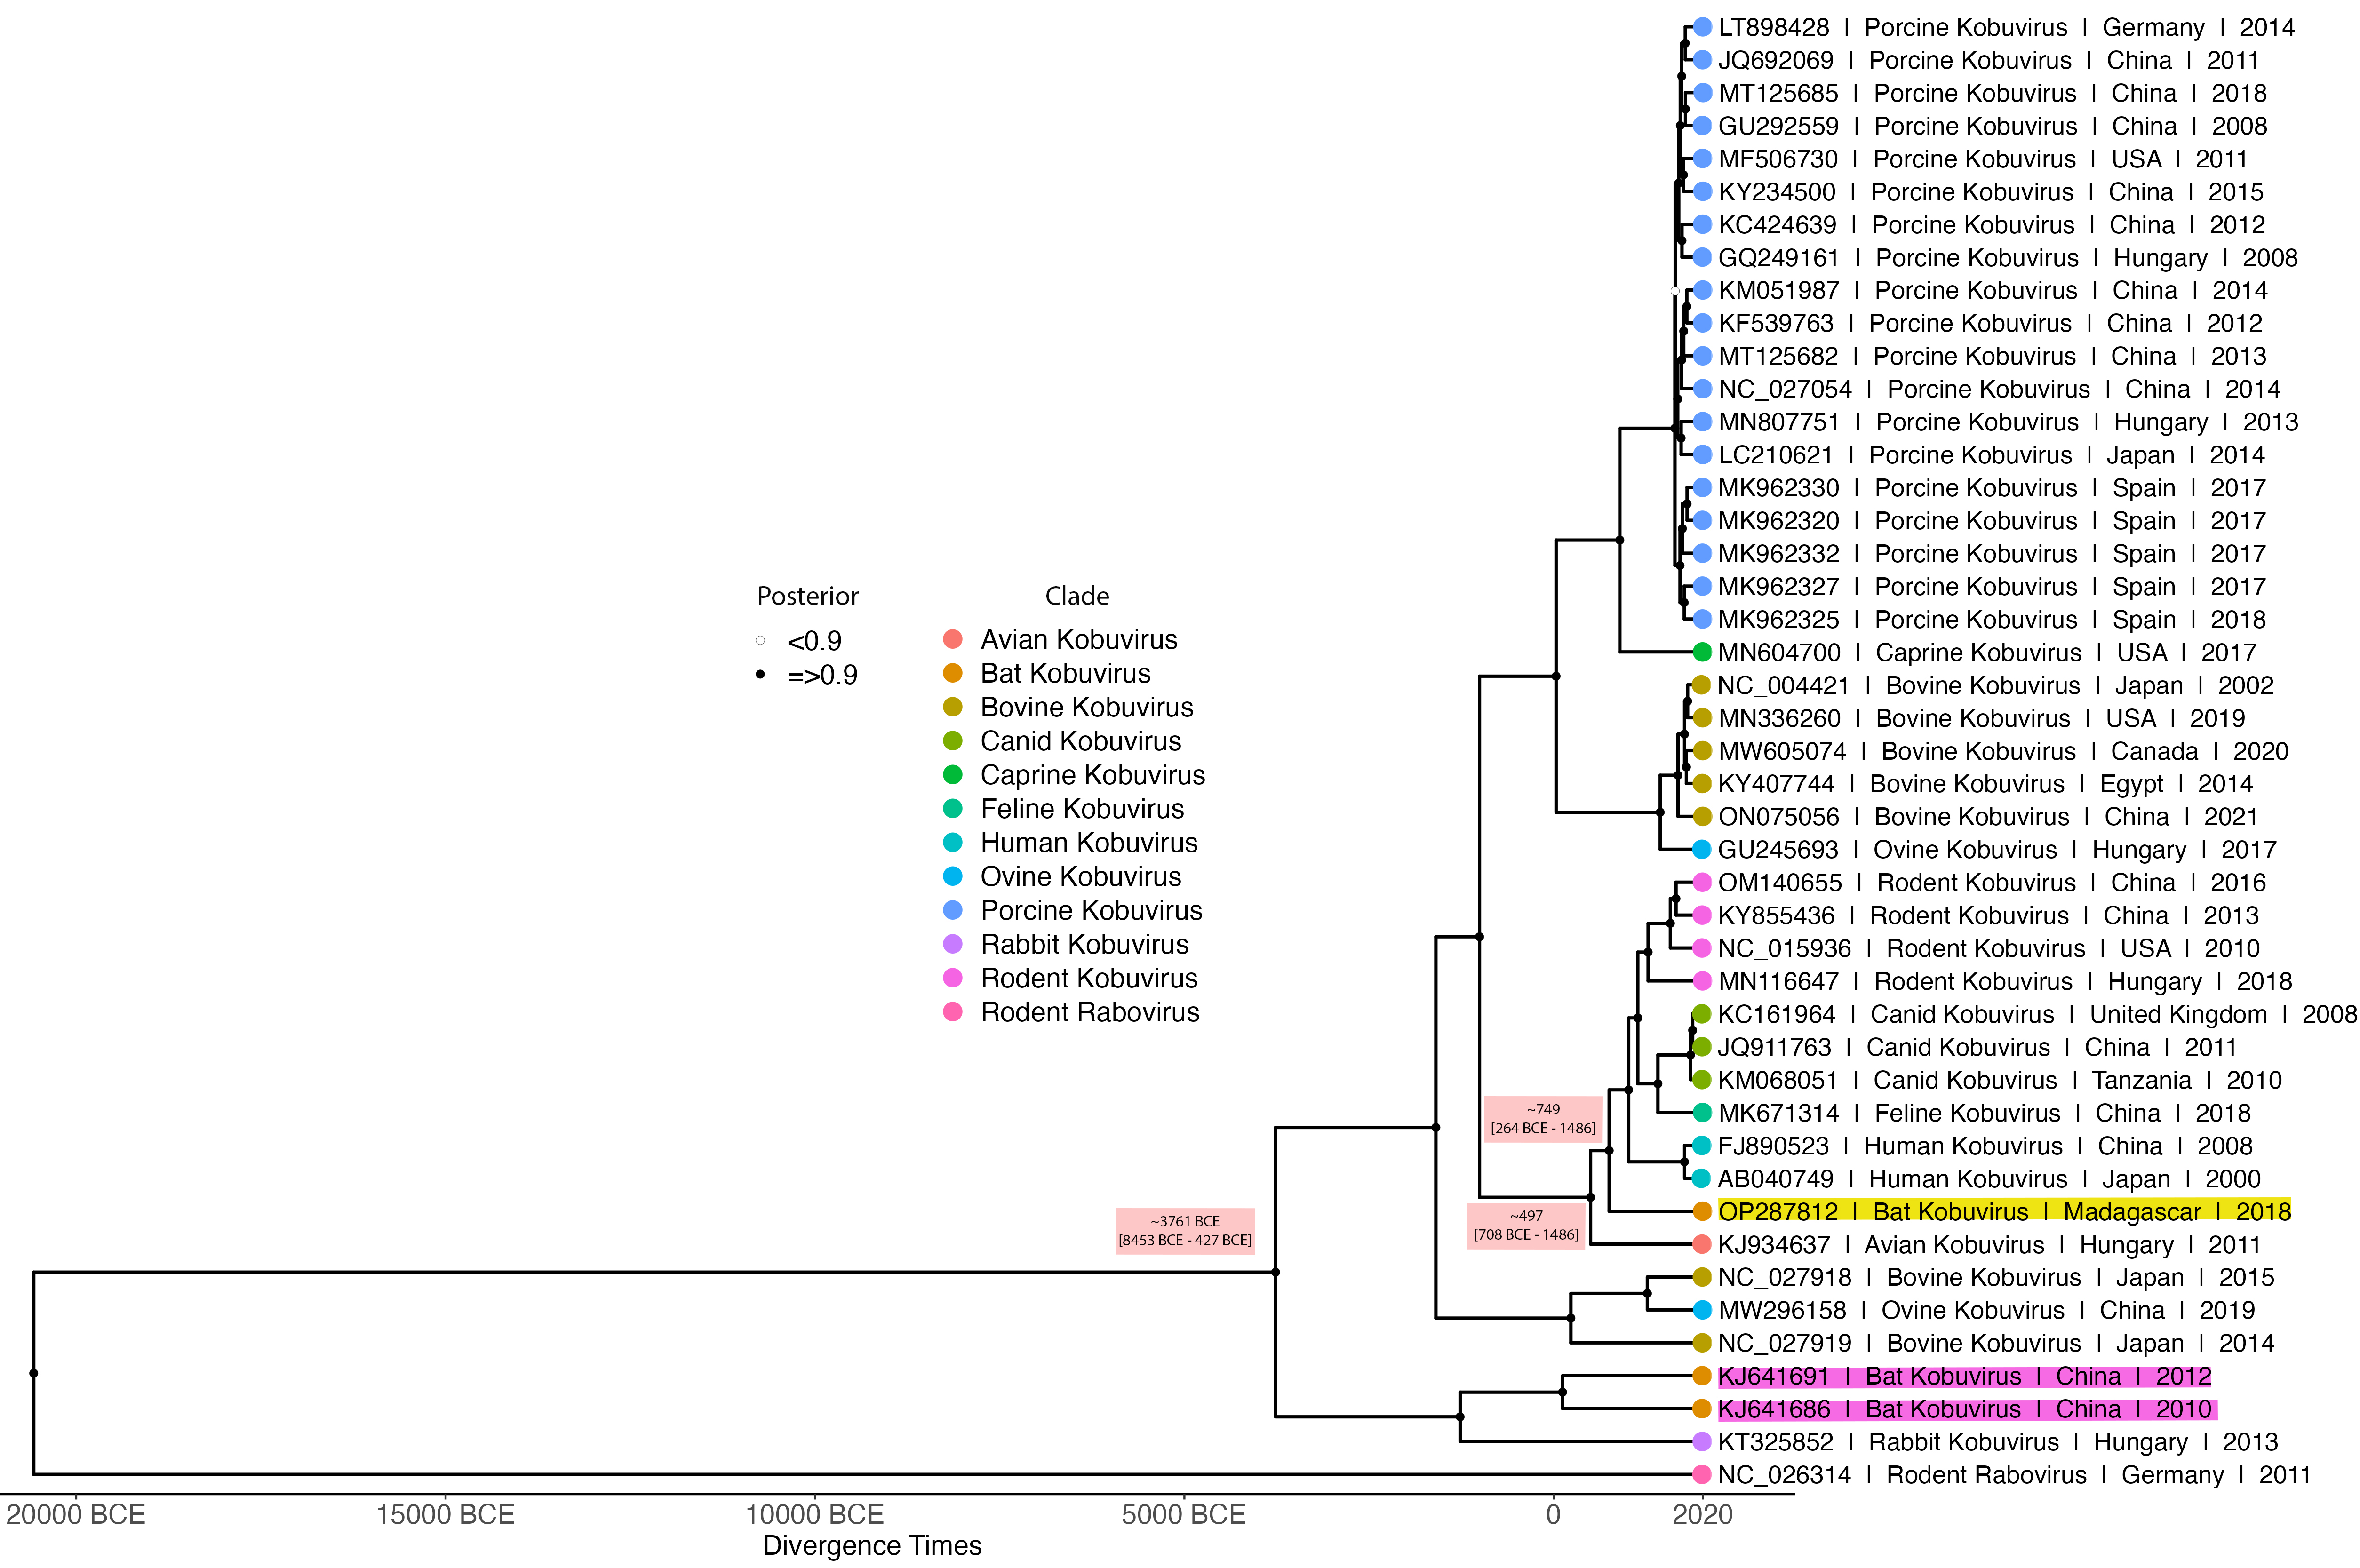 LT898428 | Porcine Kobuvirus | Germany | 2014
JQ692069 | Porcine Kobuvirus | China | 2011
MT125685 | Porcine Kobuvirus | China | 2018
GU292559 | Porcine Kobuvirus | China | 2008
MF506730 | Porcine Kobuvirus | USA | 2011
KY234500 | Porcine Kobuvirus | China | 2015
KC424639 | Porcine Kobuvirus | China | 2012
GQ249161 | Porcine Kobuvirus | Hungary | 2008
KM051987 | Porcine Kobuvirus | China | 2014
KF539763 | Porcine Kobuvirus | China | 2012
MT125682 | Porcine Kobuvirus | China | 2013
NC_027054 | Porcine Kobuvirus | China | 2014
MN807751 | Porcine Kobuvirus | Hungary | 2013
LC210621 | Porcine Kobuvirus | Japan | 2014
MK962330 | Porcine Kobuvirus | Spain | 2017
MK962320 | Porcine Kobuvirus | Spain | 2017
MK962332 | Porcine Kobuvirus | Spain | 2017
MK962327 | Porcine Kobuvirus | Spain | 2017
MK962325 | Porcine Kobuvirus | Spain | 2018
MN604700 | Caprine Kobuvirus | USA | 2017
NC_004421 | Bovine Kobuvirus | Japan | 2002
MN336260 | Bovine Kobuvirus | USA | 2019
MW605074 | Bovine Kobuvirus | Canada | 2020
KY407744 | Bovine Kobuvirus | Egypt | 2014
ON075056 | Bovine Kobuvirus | China | 2021
GU245693 | Ovine Kobuvirus | Hungary | 2017
OM140655 | Rodent Kobuvirus | China | 2016
KY855436 | Rodent Kobuvirus | China | 2013
NC_015936 | Rodent Kobuvirus | USA | 2010
MN116647 | Rodent Kobuvirus | Hungary | 2018
KC161964 | Canid Kobuvirus | United Kingdom | 2008
JQ911763 | Canid Kobuvirus | China | 2011
KM068051 | Canid Kobuvirus | Tanzania | 2010
MK671314 | Feline Kobuvirus | China | 2018
FJ890523 | Human Kobuvirus | China | 2008
AB040749 | Human Kobuvirus | Japan | 2000
OP287812 | Bat Kobuvirus | Madagascar | 2018
KJ934637 | Avian Kobuvirus | Hungary | 2011
NC_027918 | Bovine Kobuvirus | Japan | 2015
MW296158 | Ovine Kobuvirus | China | 2019
NC_027919 | Bovine Kobuvirus | Japan | 2014
KJ641691 | Bat Kobuvirus | China | 2012
KJ641686 | Bat Kobuvirus | China | 2010
KT325852 | Rabbit Kobuvirus | Hungary | 2013
NC_026314 | Rodent Rabovirus | Germany | 2011
Posterior
<0.9
=>0.9
Clade
Avian Kobuvirus
Bat Kobuvirus
Bovine Kobuvirus
Canid Kobuvirus
Caprine Kobuvirus
Feline Kobuvirus
Human Kobuvirus
Ovine Kobuvirus
Porcine Kobuvirus
Rabbit Kobuvirus
Rodent Kobuvirus
Rodent Rabovirus
~749
[264 BCE - 1486]
~497
[708 BCE - 1486]
~3761 BCE
[8453 BCE - 427 BCE]
20000 BCE 15000 BCE 10000 BCE 5000 BCE 0 2020
Divergence Times